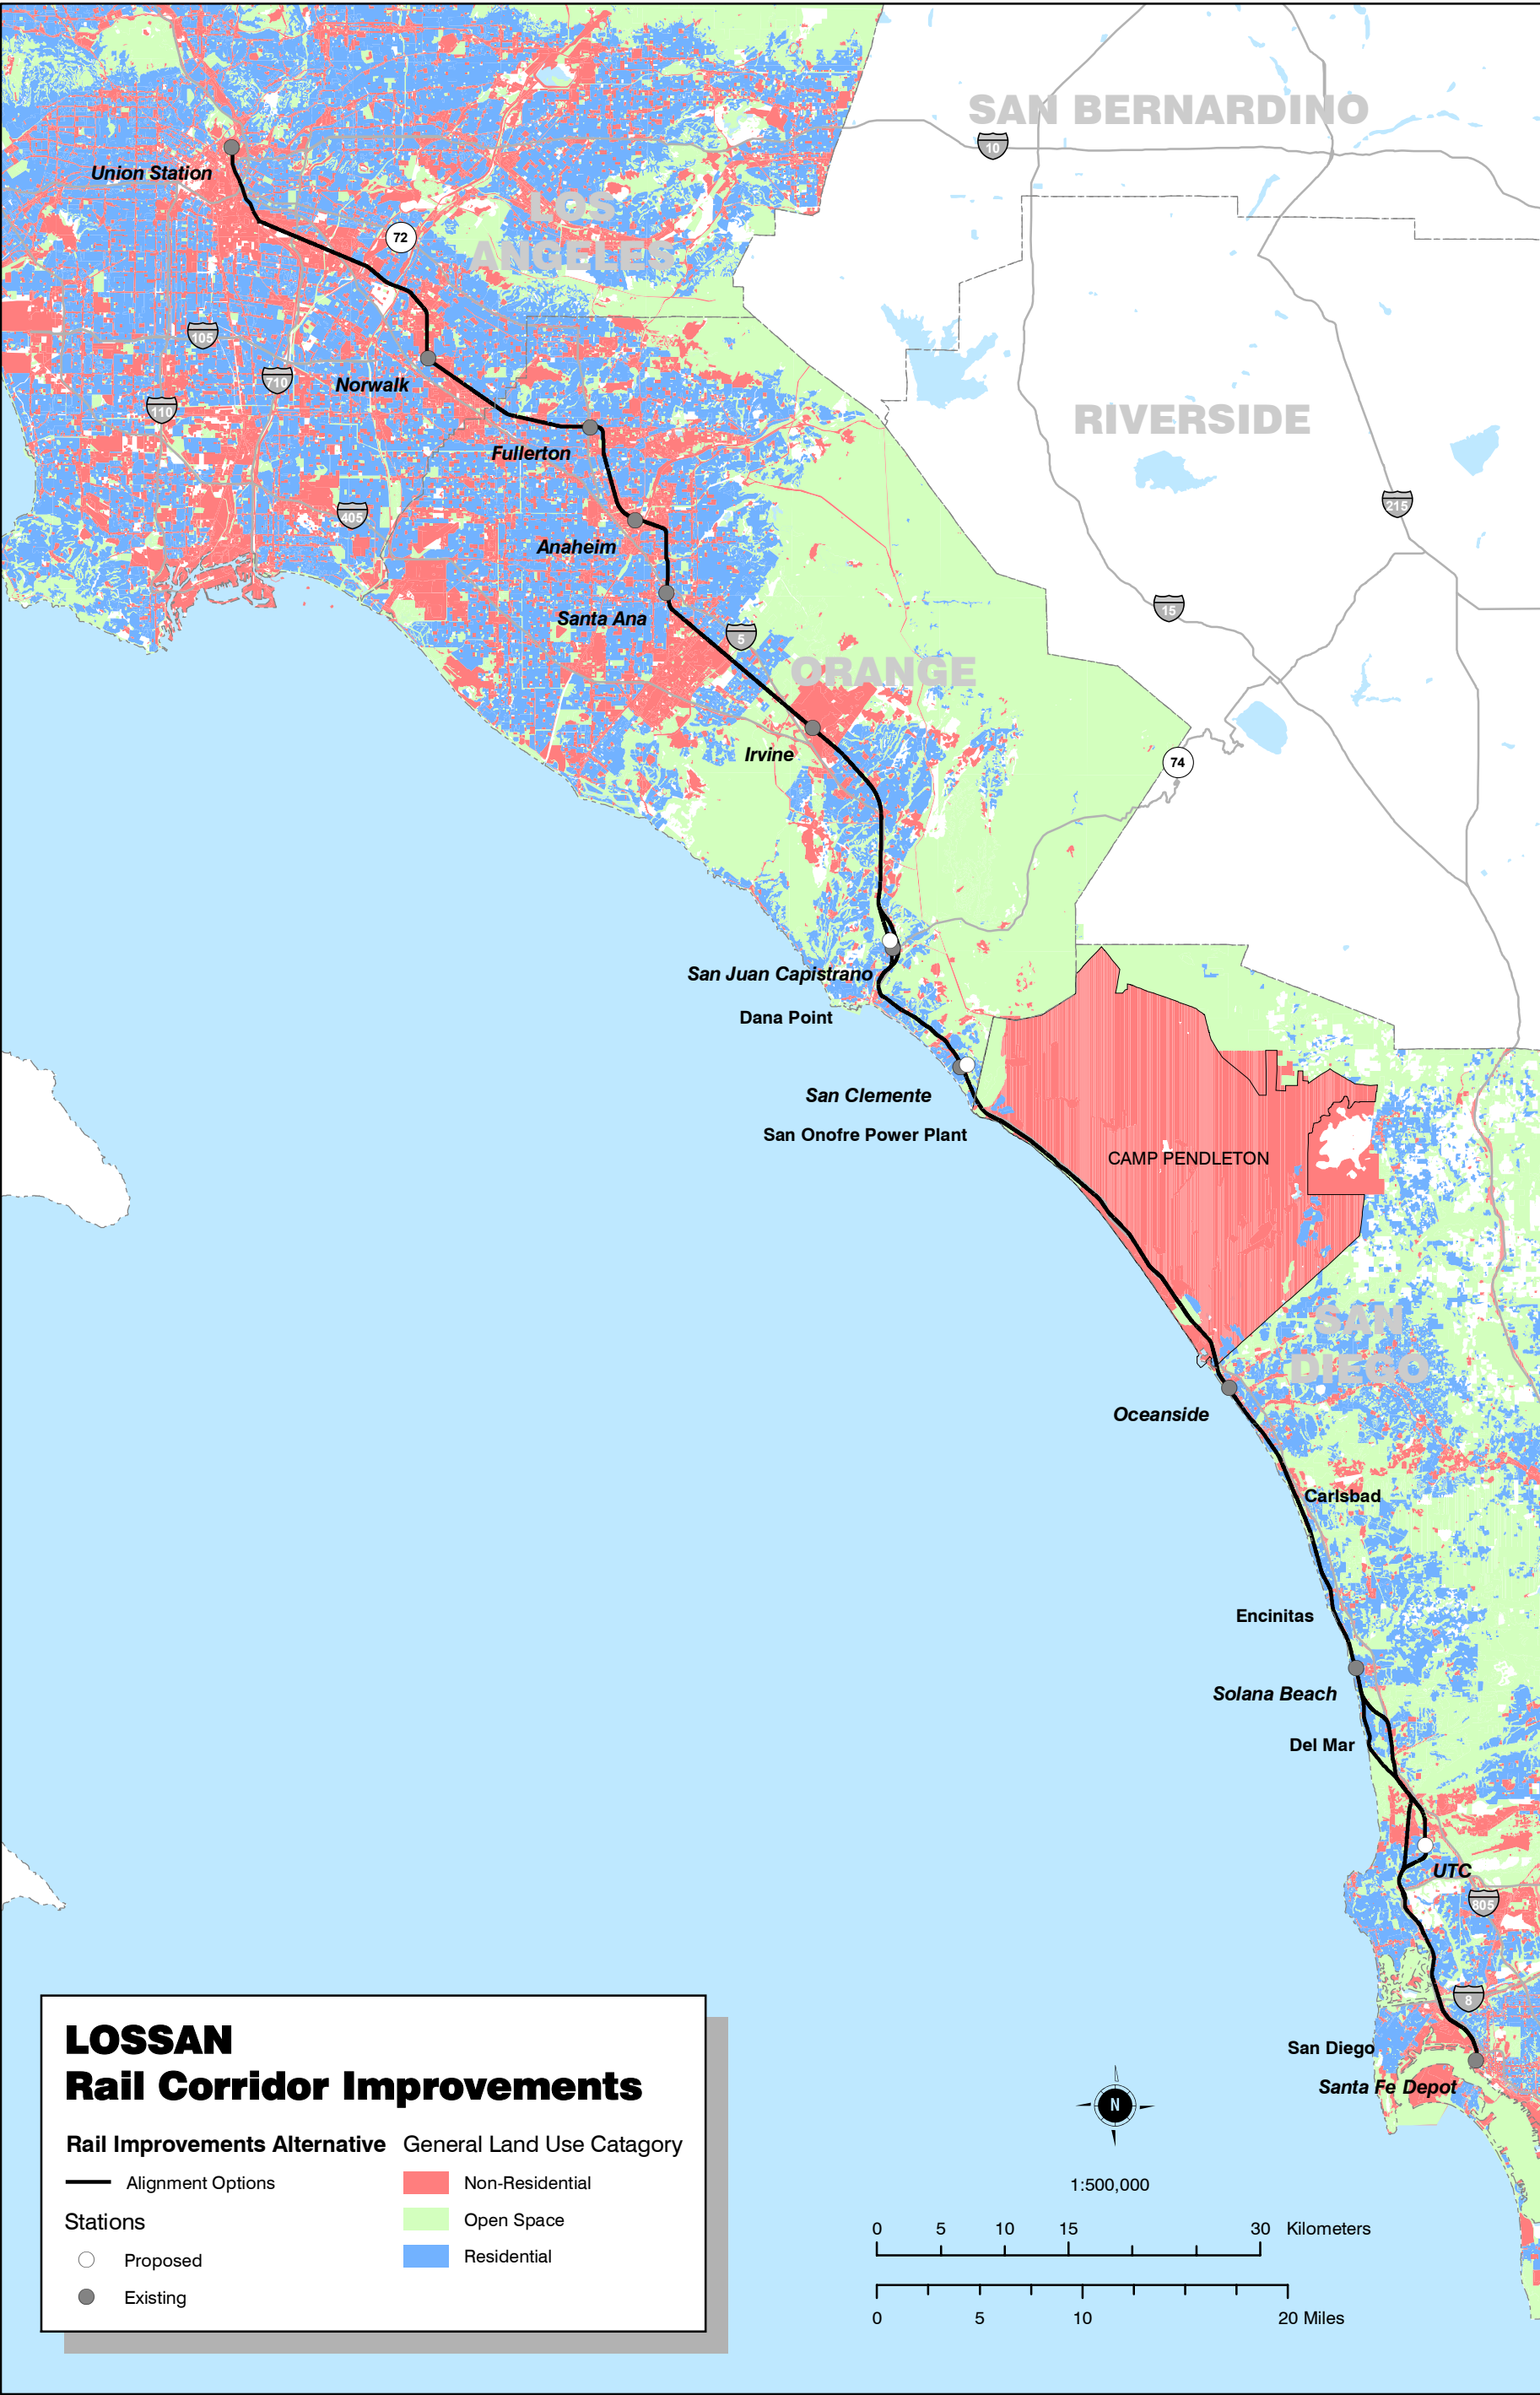 SAN BERNARDINO
10
Union Station
LOS
ANGELES
72
105
710
Norwalk
110
RIVERSIDE
Fullerton
215
405
Anaheim
15
Santa Ana
5
ORANGE
Irvine
74
San Juan Capistrano
Dana Point
San Clemente
San Onofre Power Plant
CAMP PENDLETON
SAN
DIEGO
Oceanside
Carlsbad
Encinitas
Solana Beach
Del Mar
UTC
805
8
San Diego
Santa Fe Depot
LOSSAN
Rail Corridor Improvements
Rail Improvements Alternative
Alignment Options
Stations
Proposed
Existing
General Land Use Catagory
Non-Residential
Open Space
Residential
N
1:500,000
0 5 10 15 30 Kilometers
0 5 10 20 Miles